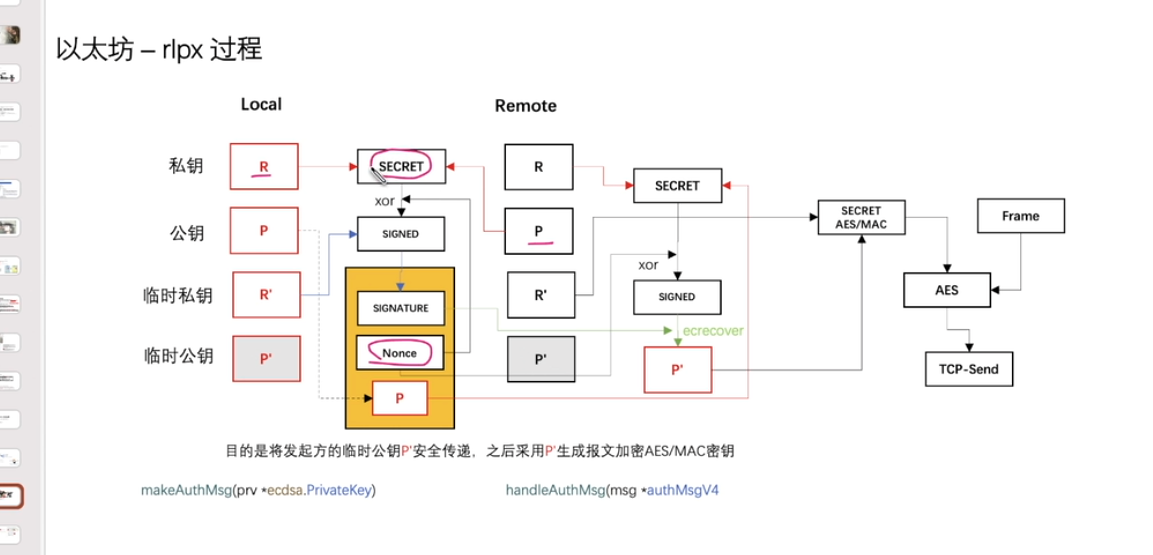 以太坊 – rlpx 过程
Local
Remote
私钥
R
SECRET
R
SECRET
xor
SECRET
AES/MAC
Frame
公钥
P
SIGNED
P
xor
临时私钥
R'
SIGNATURE
R'
SIGNED
AES
ecrecover
临时公钥
P'
Nonce
P'
P'
TCP-Send
P
目的是将发起方的临时公钥P'安全传递，之后采用P'生成报文加密AES/MAC密钥
makeAuthMsg(prv *ecdsa.PrivateKey)
handleAuthMsg(msg *authMsgV4